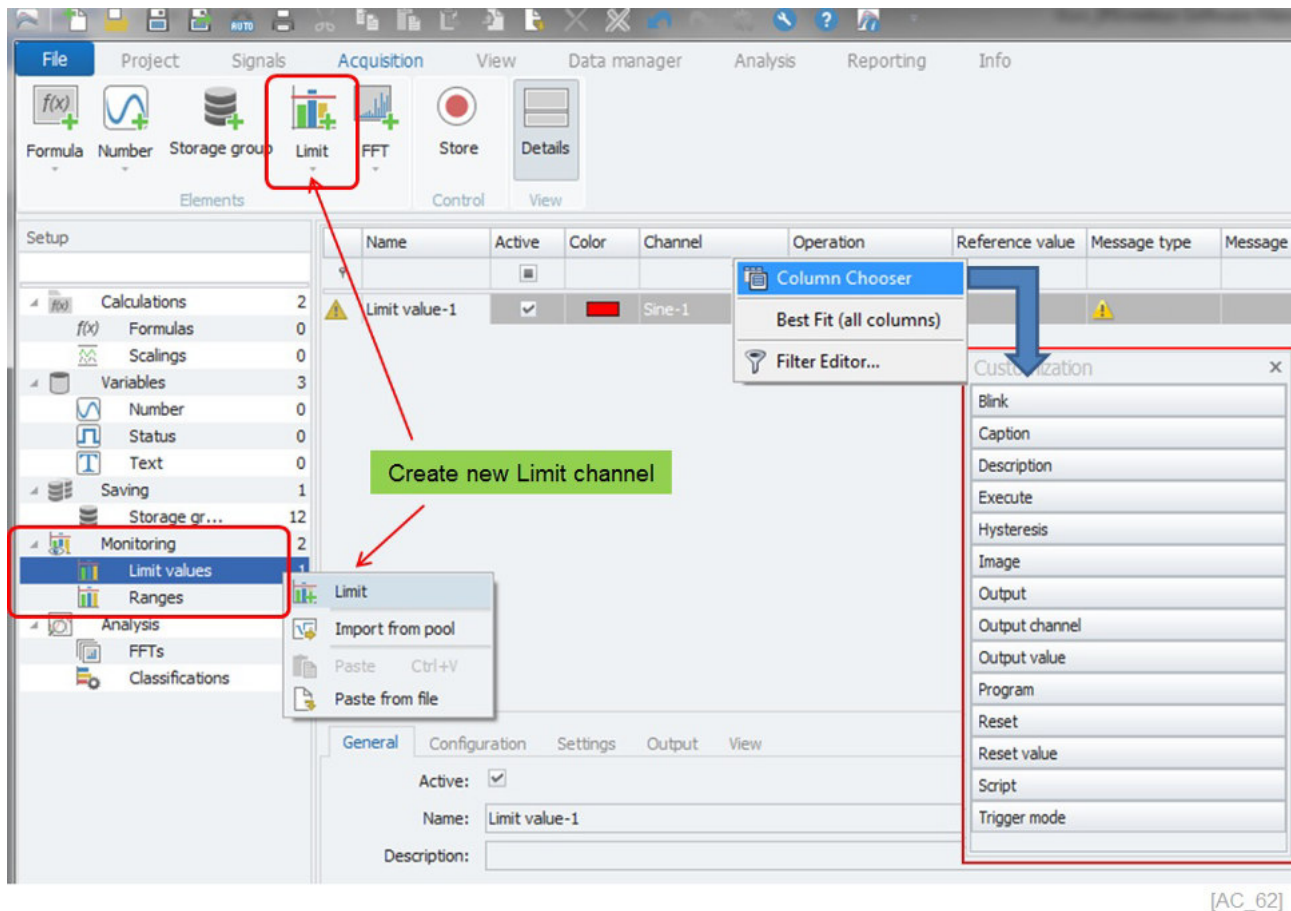 AUTO
File Project Signals Acquisition View Data manager Analysis Reporting Info
f(x)
Formula Number Storage group Limit FFT Store Details
Elements Control View
Setup
Name Active Color Channel Operation Reference value Message type Message
Column Chooser
Calculations 2
Limit value-1 Sine-1
f(x) Formulas 0
Best Fit (all columns)
Scalings 0
Filter Editor...
Variables 3
Customization
Number 0
Blink
Status 0
Caption
Text 0
Description
Create new Limit channel
Saving 1
Execute
Storage gr... 12
Hysteresis
Monitoring 2
Image
Limit values 1
Limit
Output
Ranges
Output channel
Analysis
Import from pool
FFTs
Output value
Paste Ctrl+V
Classifications
Program
Paste from file
Reset
General Configuration Settings Output View
Reset value
Active:
Script
Name: Limit value-1
Trigger mode
Description:
[AC_62]